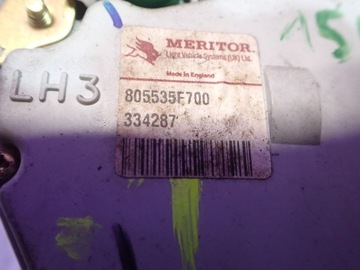 MERITOR
Light Vehicle Systems (UK) Ltd.
Made in England
LH3
805535F700
334287